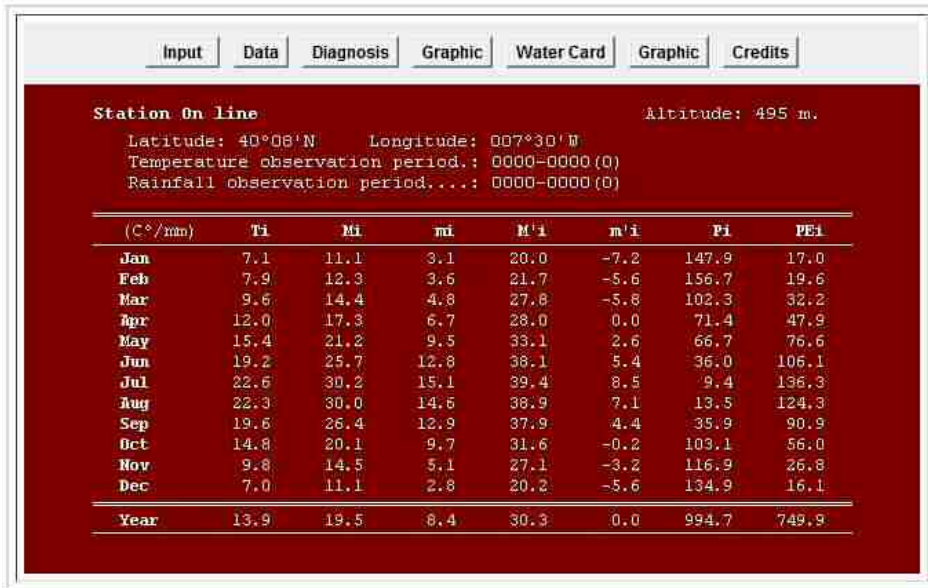 Input Data Diagnosis Graphic Water Card Graphic Credits
Station On line Altitude: 495 m.
Latitude: 40°08'N Longitude: 007°30'W
Temperature observation period.: 0000-0000(0)
Rainfall observation period....: 0000-0000(0)
(C°/mm) Ti Mi mi M'i m'i Pi PEi
Jan 7.1 11.1 3.1 20.0 -7.2 147.9 17.0
Feb 7.9 12.3 3.6 21.7 -5.6 156.7 19.6
Mar 9.6 14.4 4.8 27.8 -5.8 102.3 32.2
Apr 12.0 17.3 6.7 28.0 0.0 71.4 47.9
May 15.4 21.2 9.5 33.1 2.6 66.7 76.6
Jun 19.2 25.7 12.8 38.1 5.4 36.0 106.1
Jul 22.6 30.2 15.1 39.4 8.5 9.4 136.3
Aug 22.3 30.0 14.6 38.9 7.1 13.5 124.3
Sep 19.6 26.4 12.9 37.9 4.4 35.9 90.9
Oct 14.8 20.1 9.7 31.6 -0.2 103.1 56.0
Nov 9.8 14.5 5.1 27.1 -3.2 116.9 26.8
Dec 7.0 11.1 2.8 20.2 -5.6 134.9 16.1
Year 13.9 19.5 8.4 30.3 0.0 994.7 749.9